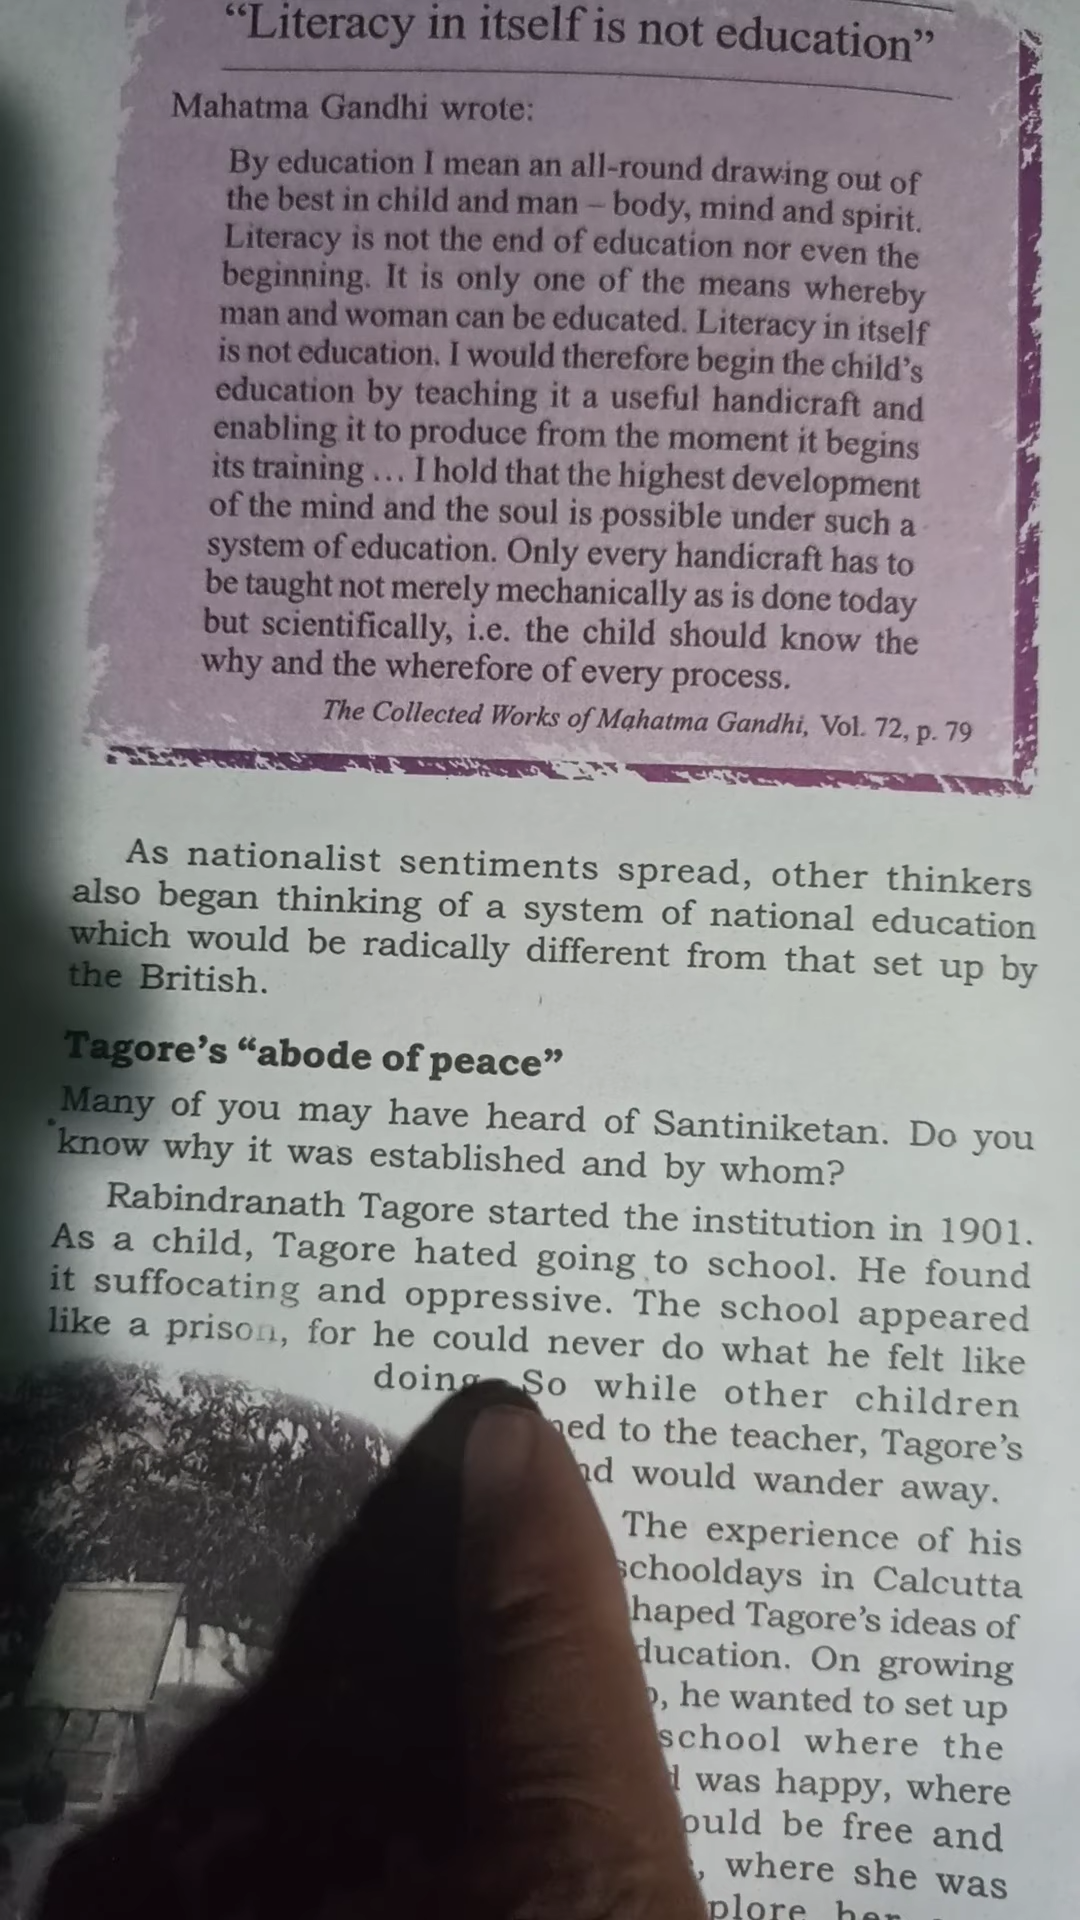 “Literacy in itself is not education”
Mahatma Gandhi wrote:
By education I mean an all-round drawing out of
the best in child and man – body, mind and spirit.
Literacy is not the end of education nor even the
beginning. It is only one of the means whereby
man and woman can be educated. Literacy in itself
is not education. I would therefore begin the child’s
education by teaching it a useful handicraft and
enabling it to produce from the moment it begins
its training ... I hold that the highest development
of the mind and the soul is possible under such a
system of education. Only every handicraft has to
be taught not merely mechanically as is done today
but scientifically, i.e. the child should know the
why and the wherefore of every process.
The Collected Works of Mahatma Gandhi, Vol. 72, p. 79
As nationalist sentiments spread, other thinkers
also began thinking of a system of national education
which would be radically different from that set up by
the British.
Tagore’s “abode of peace”
Many of you may have heard of Santiniketan. Do you
know why it was established and by whom?
Rabindranath Tagore started the institution in 1901.
As a child, Tagore hated going to school. He found
it suffocating and oppressive. The school appeared
like a prison, for he could never do what he felt like
doing. So while other children
to the teacher, Tagore’s
would wander away.
The experience of his
schooldays in Calcutta
Tagore’s ideas of
On growing
he wanted to set up
school where the
was happy, where
be free and
where she was